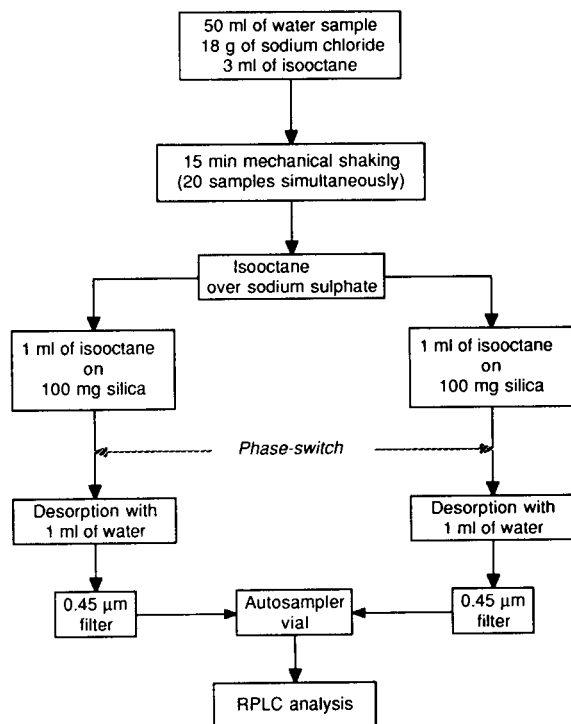 50 ml of water sample
18 g of sodium chloride
3 ml of isooctane
15 min mechanical shaking
(20 samples simultaneously)
Isooctane
over sodium sulphate
1 ml of isooctane
on
100 mg silica
1 ml of isooctane
on
100 mg silica
Phase-switch
Desorption with
1 ml of water
Desorption with
1 ml of water
0.45 µm
filter
Autosampler
vial
0.45 µm
filter
RPLC analysis